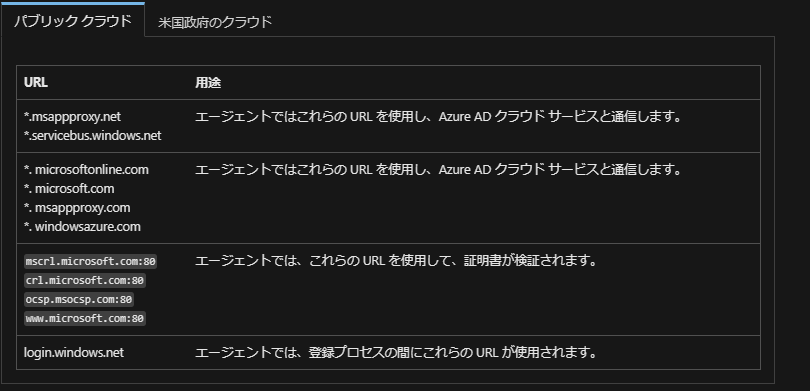 パブリック クラウド
米国政府のクラウド
URL 用途
*.msappproxy.net エージェントではこれらの URL を使用し、Azure AD クラウド サービスと通信します。
*.servicebus.windows.net
*. microsoftonline.com エージェントではこれらの URL を使用し、Azure AD クラウド サービスと通信します。
*. microsoft.com
*. msappproxy.com
*. windowsazure.com
mscrl.microsoft.com:80 エージェントでは、これらの URL を使用して、証明書が検証されます。
crl.microsoft.com:80
ocsp.msocsp.com:80
www.microsoft.com:80
login.windows.net エージェントでは、登録プロセスの間にこれらの URL が使用されます。